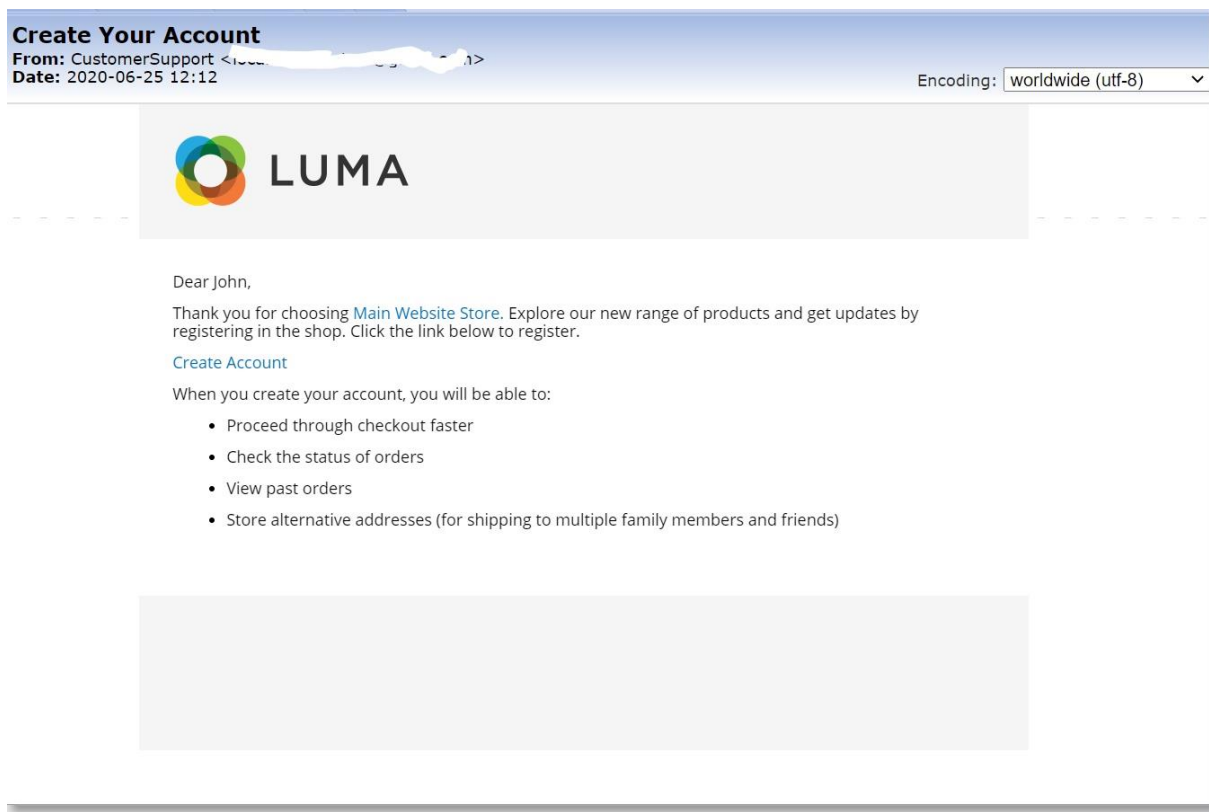 Create Your Account
From: CustomerSupport <
Date: 2020-06-25 12:12
Encoding: worldwide (utf-8)
LUMA
Dear John,
Thank you for choosing Main Website Store. Explore our new range of products and get updates by
registering in the shop. Click the link below to register.
Create Account
When you create your account, you will be able to:
• Proceed through checkout faster
• Check the status of orders
• View past orders
• Store alternative addresses (for shipping to multiple family members and friends)